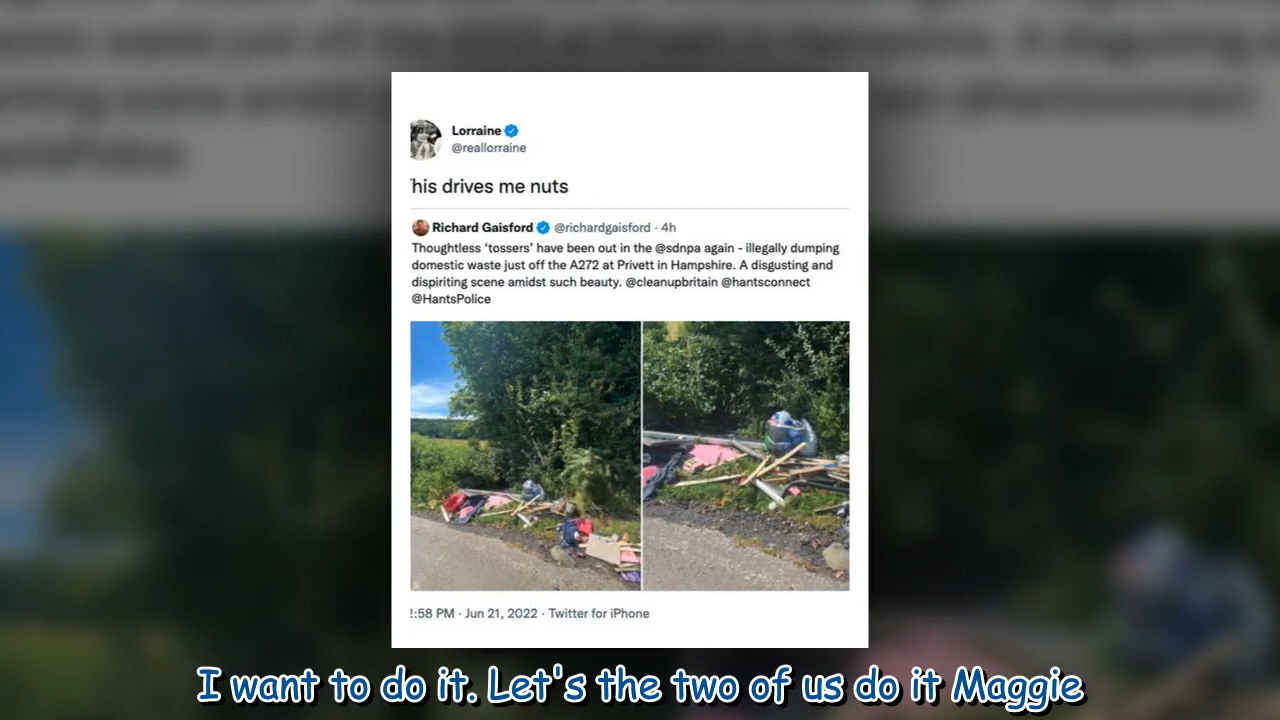 Lorraine
@reallorraine
his drives me nuts
Richard Gaisford @richardgaisford · 4h
Thoughtless ‘tossers’ have been out in the @sdnpa again - illegally dumping
domestic waste just off the A272 at Privett in Hampshire. A disgusting and
dispiriting scene amidst such beauty. @cleanupbritain @hantsconnect
@HantsPolice
:58 PM · Jun 21, 2022 · Twitter for iPhone
I want to do it. Let's the two of us do it Maggie